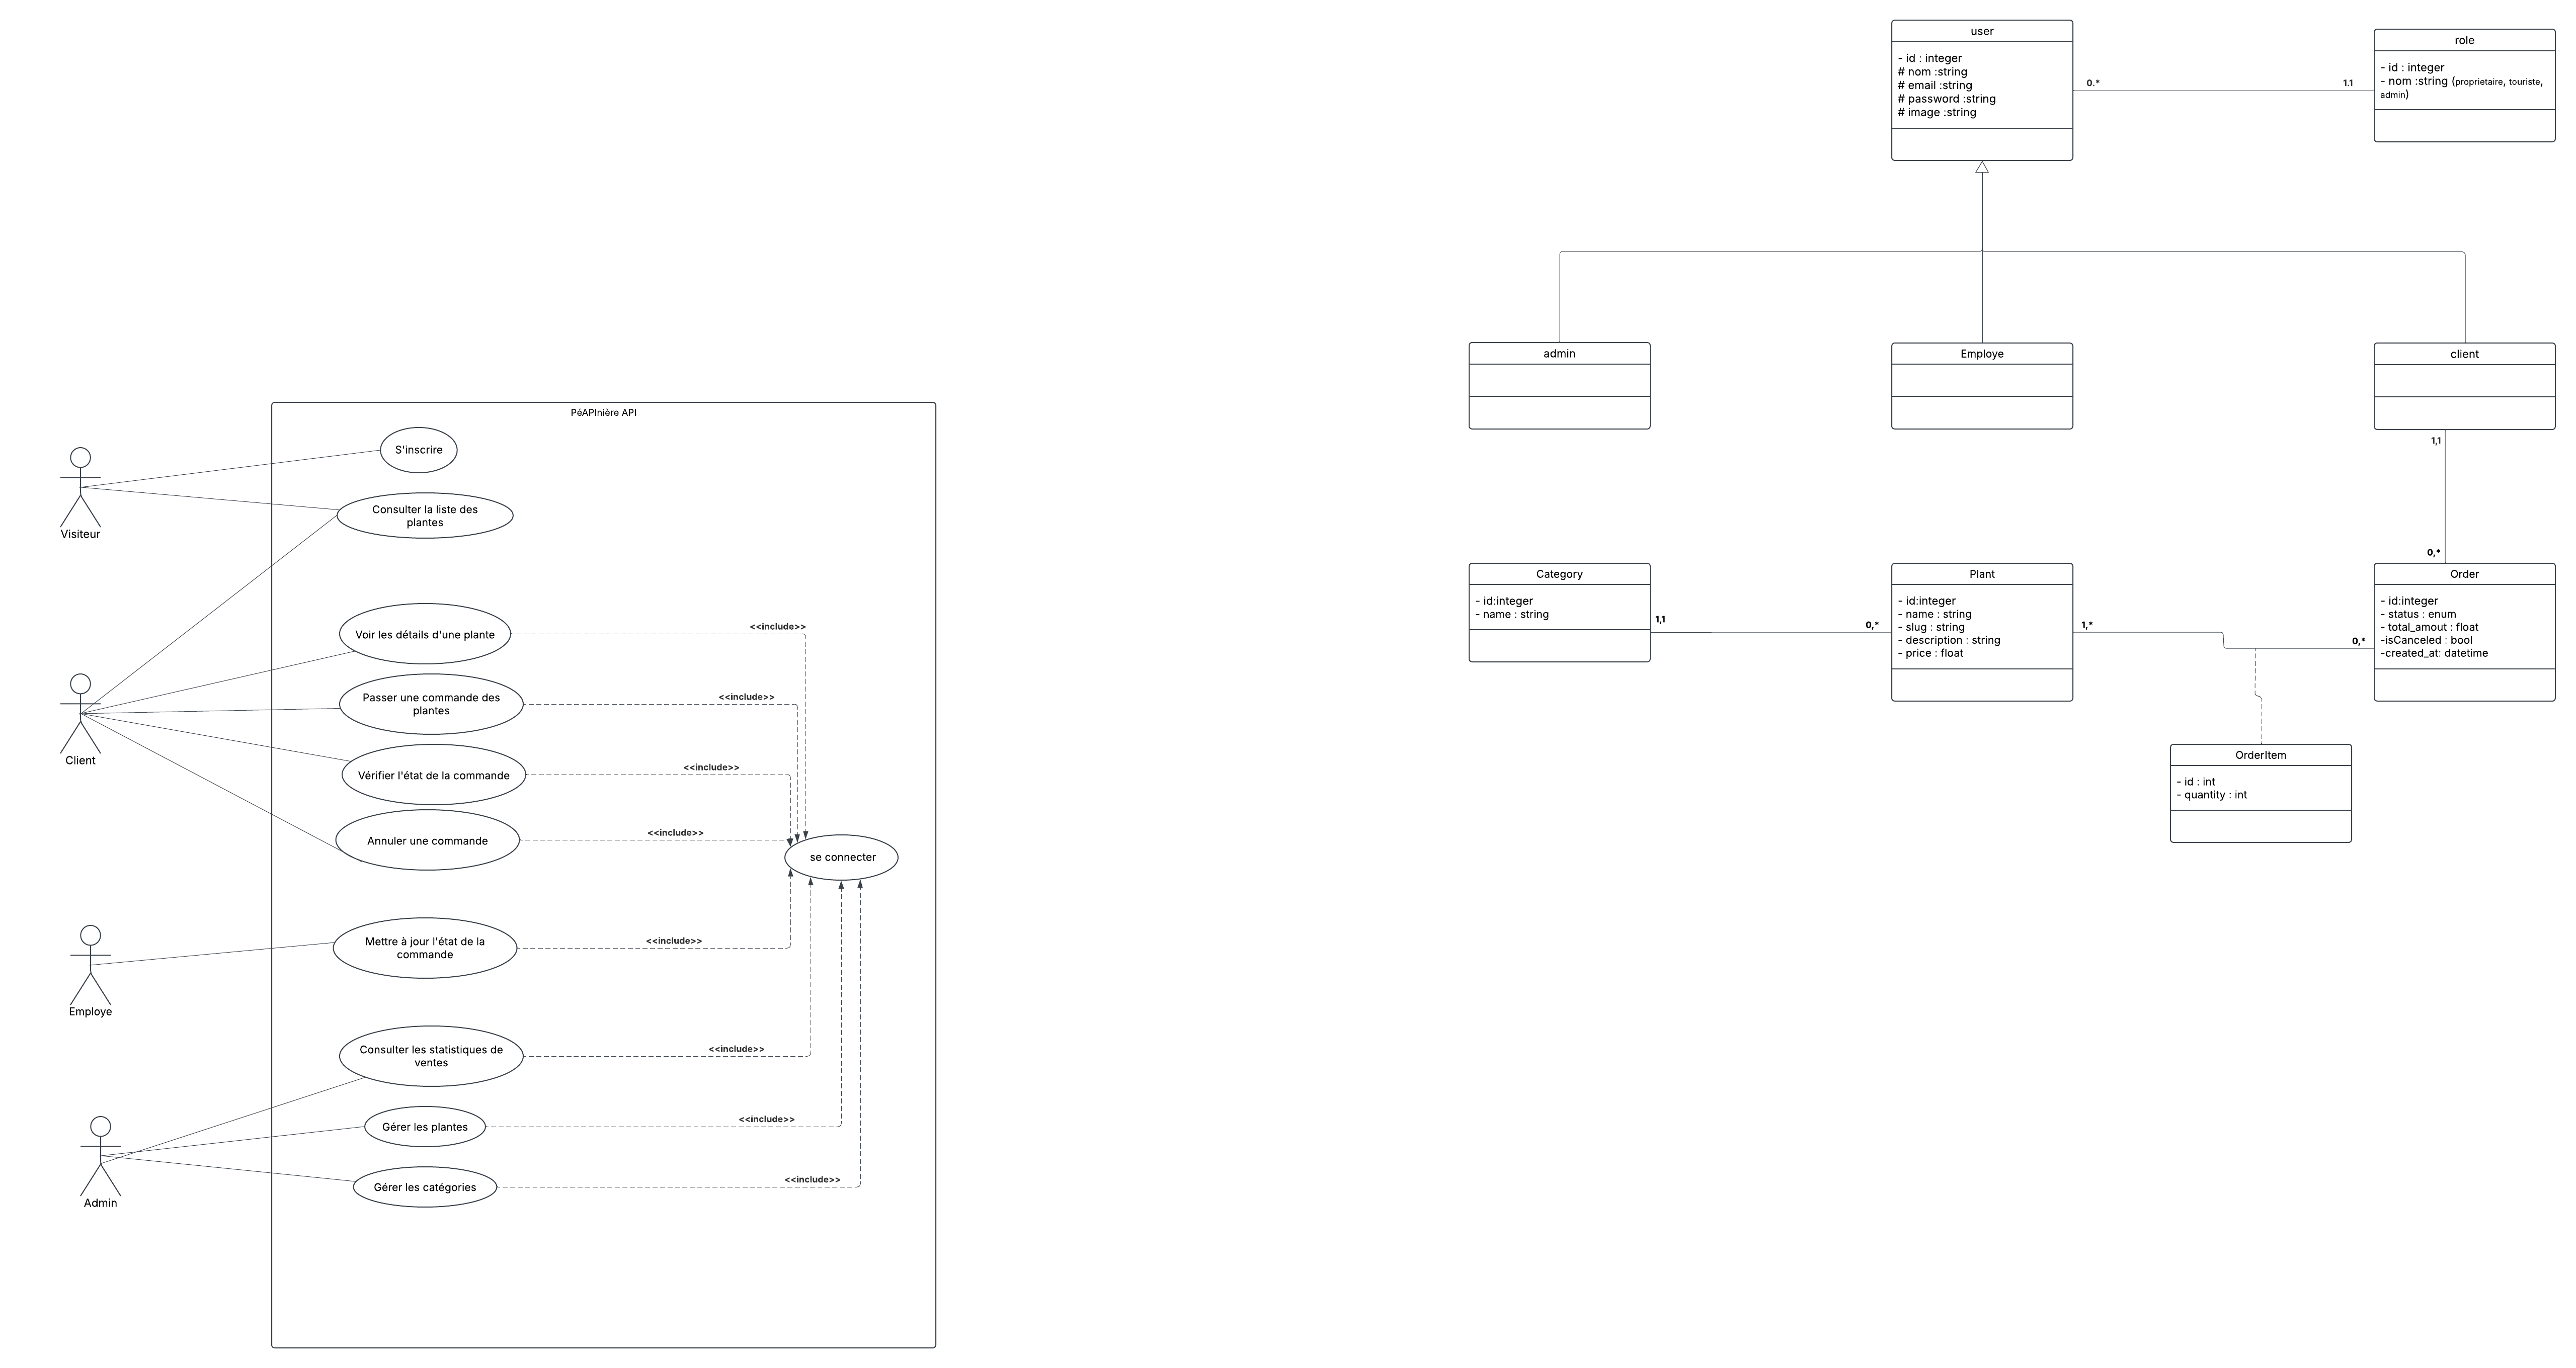 PéAPInière API
S'inscrire
Consulter la liste des
plantes
Visiteur
Voir les détails d'une plante
<<include>>
Passer une commande des
plantes
<<include>>
Client
Vérifier l'état de la commande
<<include>>
Annuler une commande
<<include>>
se connecter
Mettre à jour l'état de la
commande
<<include>>
Employe
Consulter les statistiques de
ventes
<<include>>
Gérer les plantes
<<include>>
Gérer les catégories
<<include>>
Admin
user
- id : integer
# nom :string
# email :string
# password :string
# image :string
0.*
1.1
role
- id : integer
- nom :string (proprietaire, touriste,
admin)
admin
Employe
client
1,1
0,*
Category
- id:integer
- name : string
1,1
0,*
Plant
- id:integer
- name : string
- slug : string
- description : string
- price : float
1,*
0,*
Order
- id:integer
- status : enum
- total_amout : float
-isCanceled : bool
-created_at: datetime
OrderItem
- id : int
- quantity : int